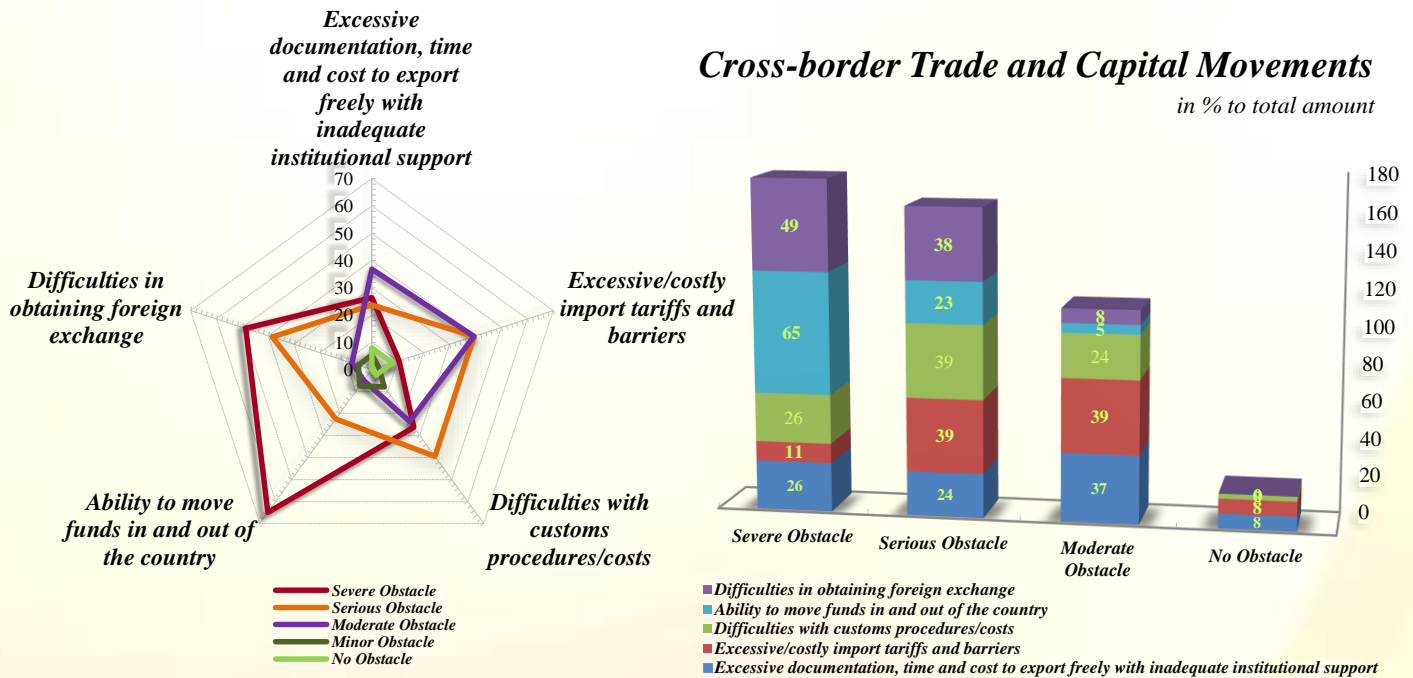 Excessive
documentation, time
and cost to export
freely with
inadequate
institutional support
70
60
50
40
30
20
10
0
Difficulties in
obtaining foreign
exchange
Excessive/costly
import tariffs and
barriers
Ability to move
funds in and out of
the country
Difficulties with
customs
procedures/costs
Severe Obstacle
Serious Obstacle
Moderate Obstacle
Minor Obstacle
No Obstacle
Cross-border Trade and Capital Movements
in % to total amount
180
160
140
120
100
80
60
40
20
0
49
65
26
11
26
38
23
39
39
24
8
5
24
39
37
0
8
8
Severe Obstacle
Serious Obstacle
Moderate
Obstacle
No Obstacle
Difficulties in obtaining foreign exchange
Ability to move funds in and out of the country
Difficulties with customs procedures/costs
Excessive/costly import tariffs and barriers
Excessive documentation, time and cost to export freely with inadequate institutional support